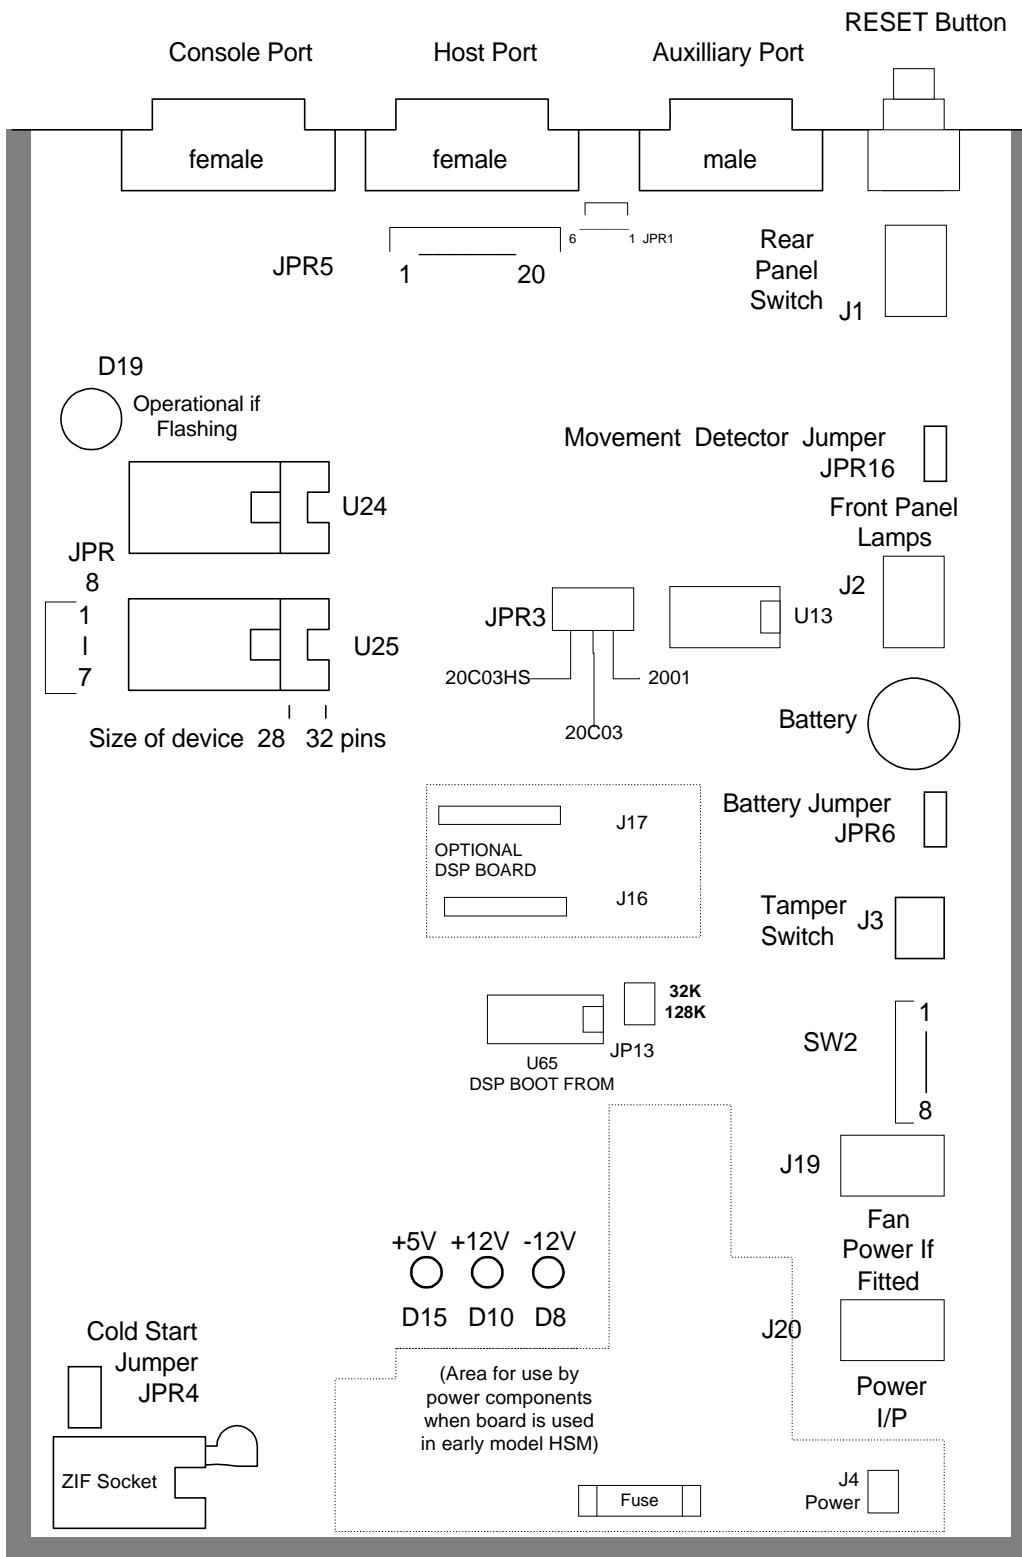 RESET Button
Console Port
Host Port
Auxilliary Port
female
female
male
JPR5
1
20
6
1
JPR1
Rear
Panel
Switch
J1
D19
Operational if
Flashing
Movement Detector Jumper
JPR16
U24
Front Panel
Lamps
JPR
8
1
7
U25
JPR3
U13
J2
20C03HS
2001
20C03
Size of device 28
32 pins
Battery
Battery Jumper
JPR6
J17
OPTIONAL
DSP BOARD
J16
Tamper
Switch
J3
32K
128K
JP13
U65
DSP BOOT FROM
SW2
1
8
J19
Fan
Power If
Fitted
+5V
+12V
-12V
D15
D10
D8
J20
Power
I/P
Cold Start
Jumper
JPR4
(Area for use by
power components
when board is used
in early model HSM)
ZIF Socket
Fuse
J4
Power